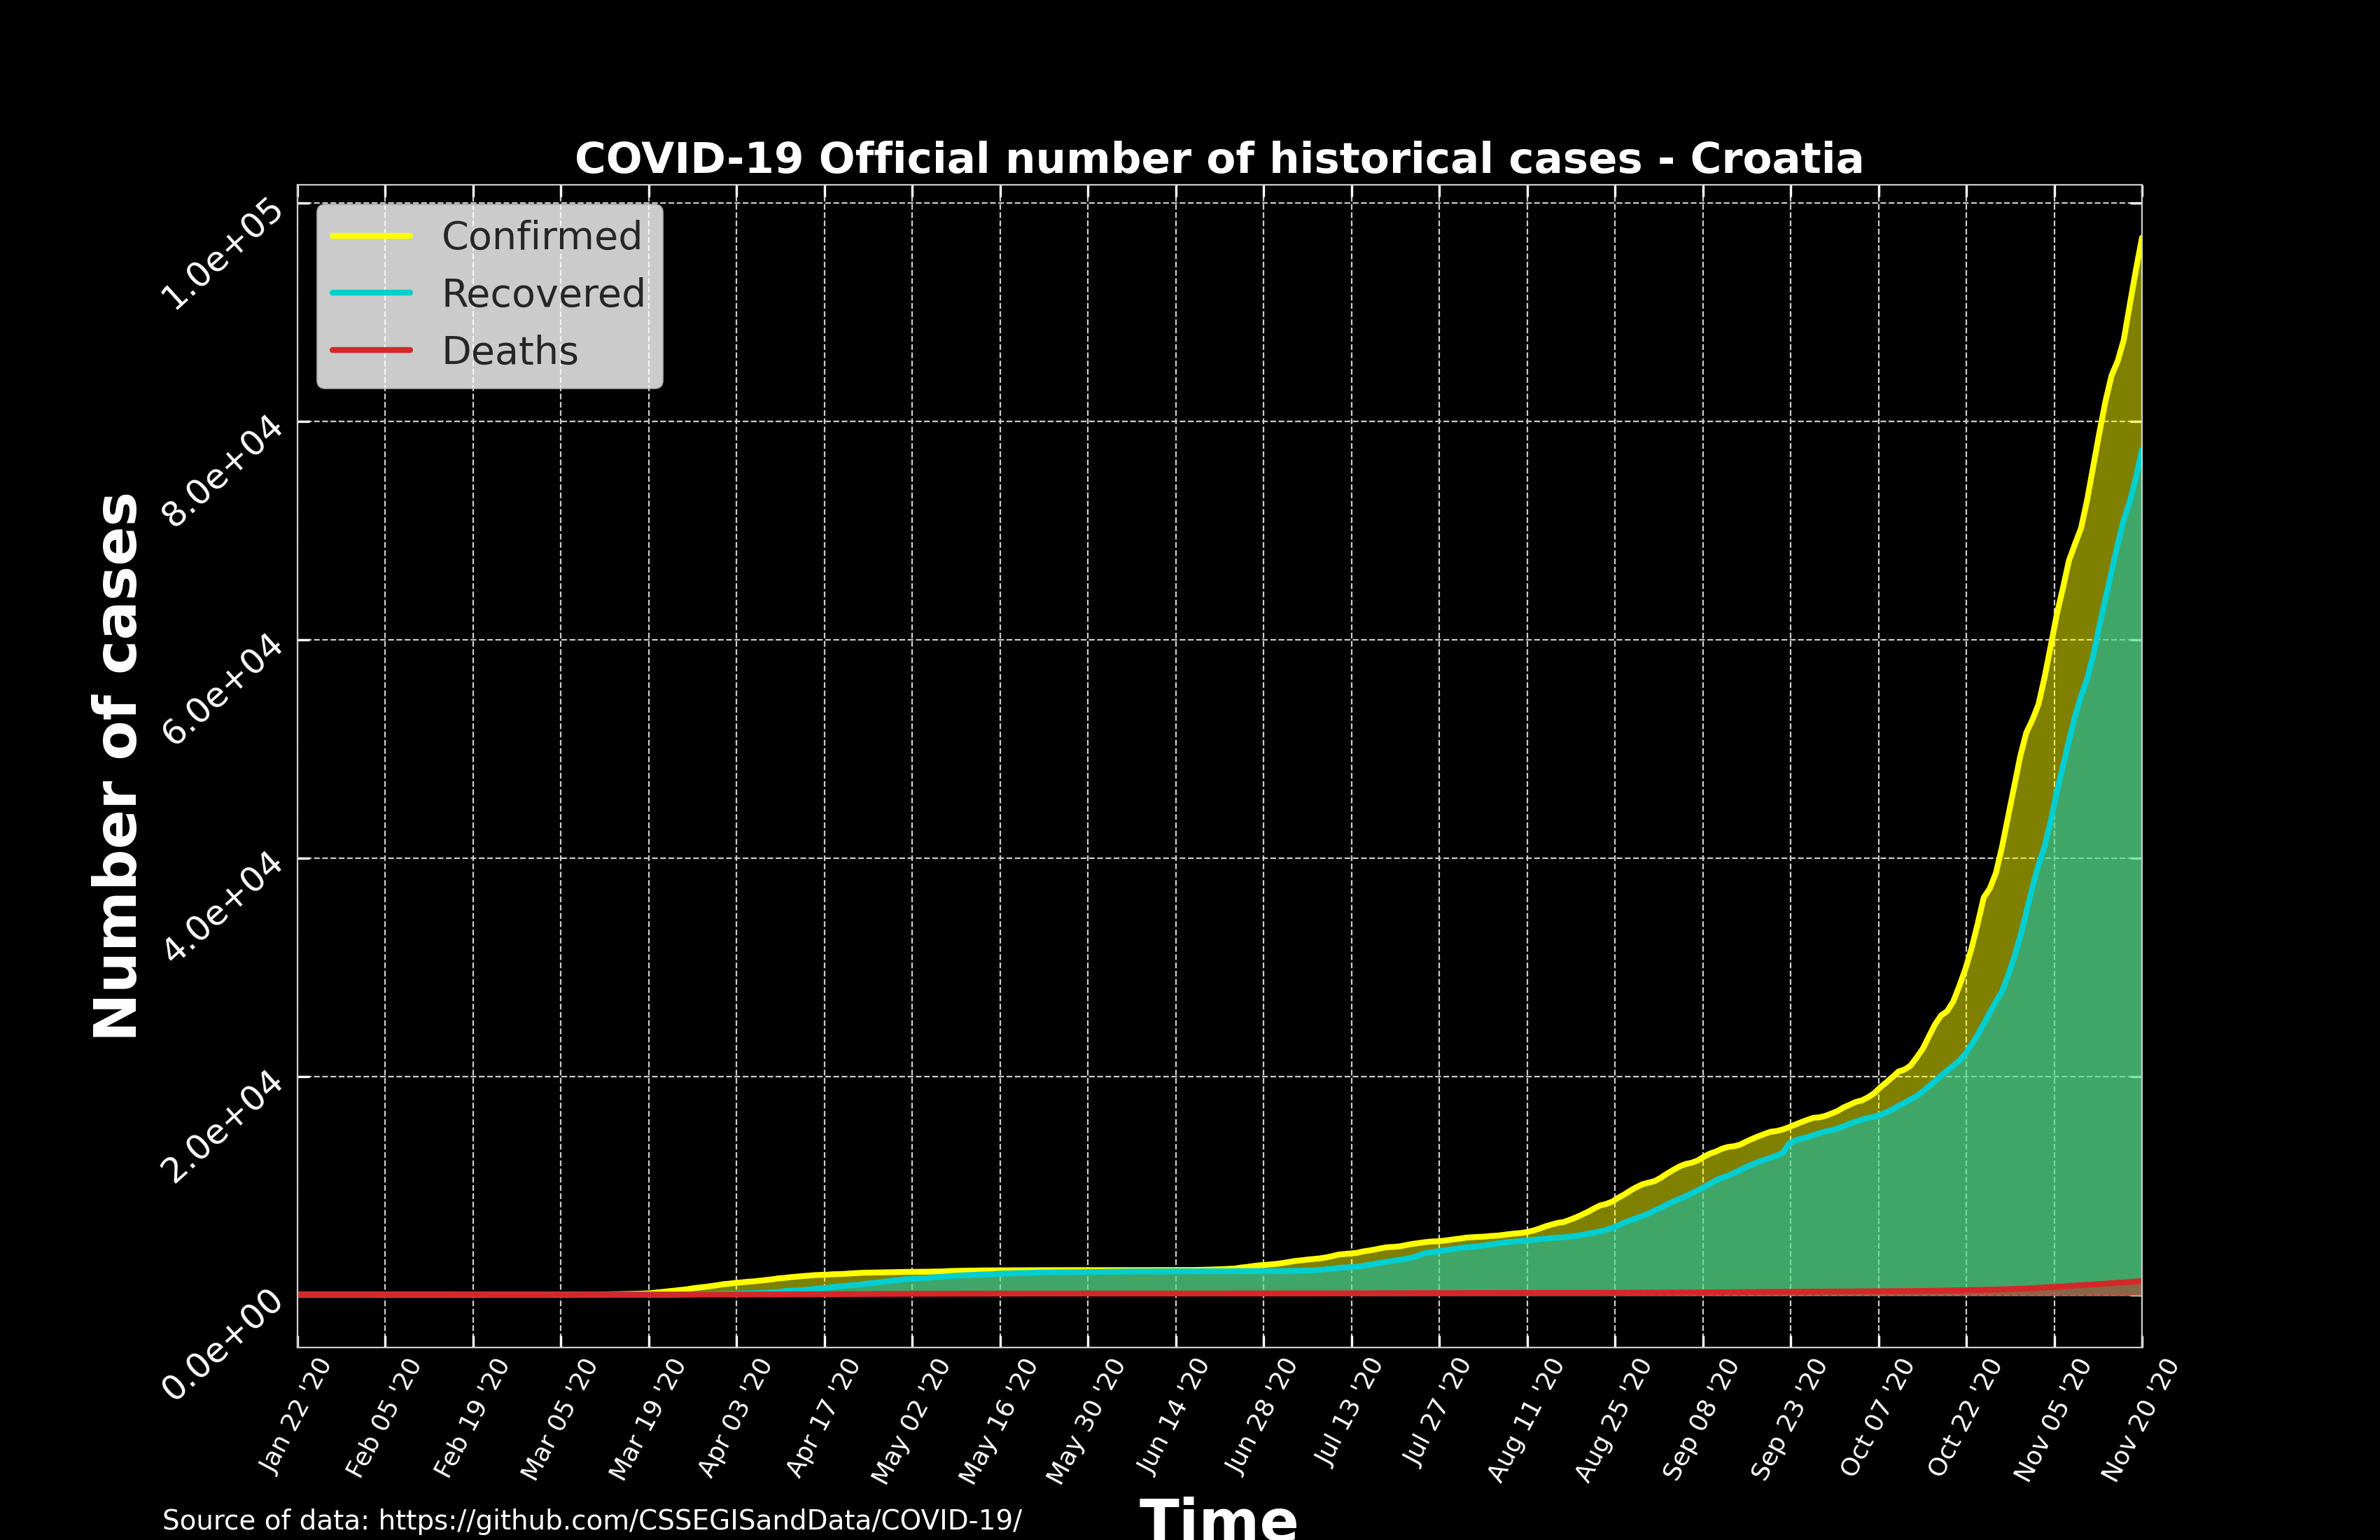 COVID-19 Official number of historical cases - Croatia
Confirmed
Recovered
Deaths
Number of cases
1.0e+05
8.0e+04
6.0e+04
4.0e+04
2.0e+04
0.0e+00
Jan 22 '20
Feb 05 '20
Feb 19 '20
Mar 05 '20
Mar 19 '20
Apr 03 '20
Apr 17 '20
May 02 '20
May 16 '20
May 30 '20
Jun 14 '20
Jun 28 '20
Jul 13 '20
Jul 27 '20
Aug 11 '20
Aug 25 '20
Sep 08 '20
Sep 23 '20
Oct 07 '20
Oct 22 '20
Nov 05 '20
Nov 20 '20
Time
Source of data: https://github.com/CSSEGISandData/COVID-19/